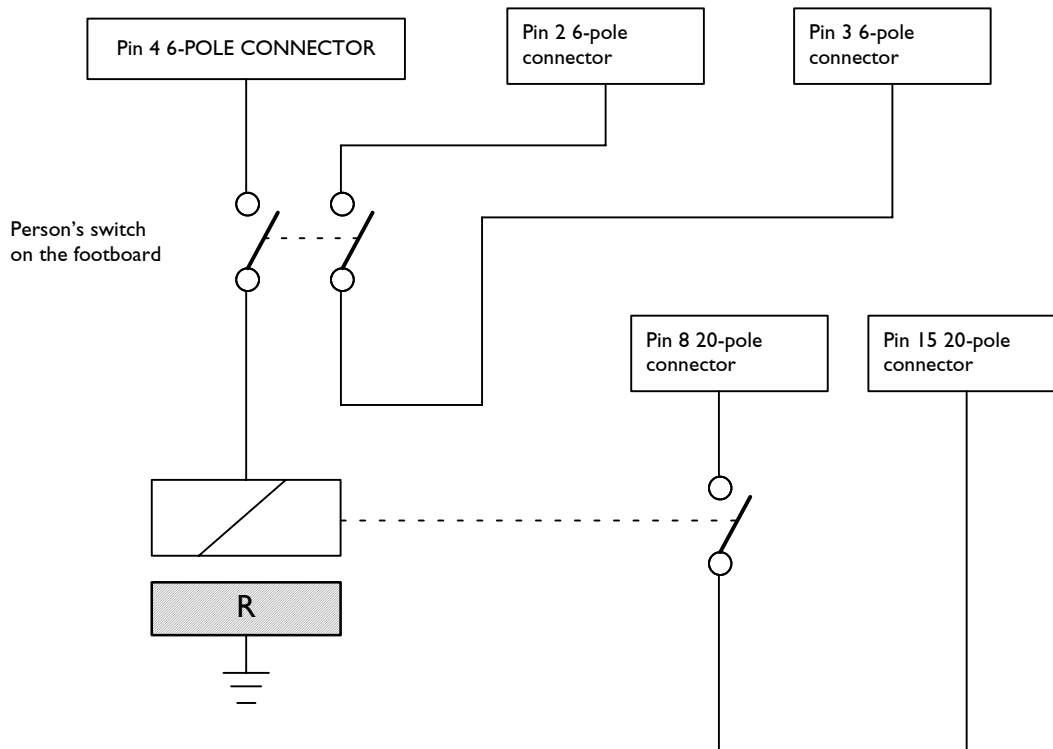 Pin 4 6-POLE CONNECTOR
Pin 2 6-pole
connector
Pin 3 6-pole
connector
Person’s switch
on the footboard
Pin 8 20-pole
connector
Pin 15 20-pole
connector
R